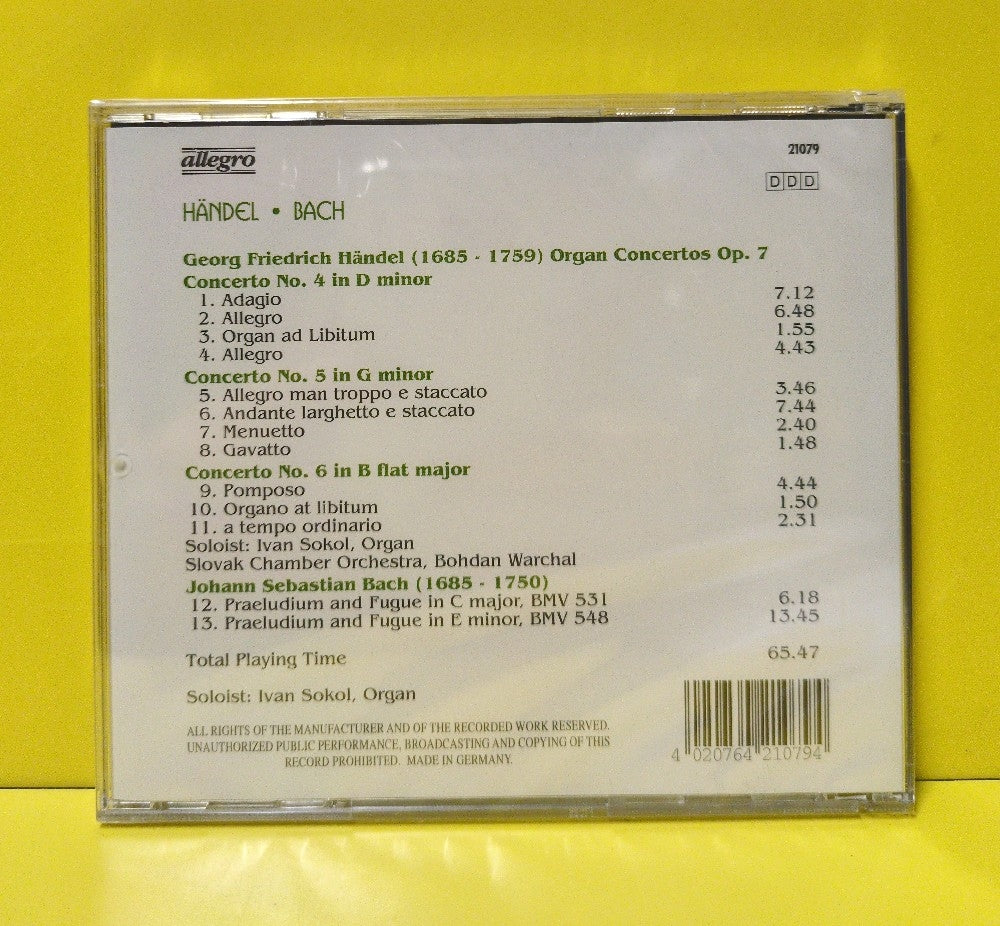 allegro
21079
DDD
HÄNDEL • BACH
Georg Friedrich Händel (1685 - 1759) Organ Concertos Op. 7
Concerto No. 4 in D minor
1. Adagio 7.12
2. Allegro 6.48
3. Organ ad Libitum 1.55
4. Allegro 4.43
Concerto No. 5 in G minor
5. Allegro man troppo e staccato 3.46
6. Andante larghetto e staccato 7.44
7. Menuetto 2.40
8. Gavatto 1.48
Concerto No. 6 in B flat major
9. Pomposo 4.44
10. Organo at libitum 1.50
11. a tempo ordinario 2.31
Soloist: Ivan Sokol, Organ
Slovak Chamber Orchestra, Bohdan Warchal
Johann Sebastian Bach (1685 - 1750)
12. Praeludium and Fugue in C major, BMV 531 6.18
13. Praeludium and Fugue in E minor, BMV 548 13.45
Total Playing Time 65.47
Soloist: Ivan Sokol, Organ
ALL RIGHTS OF THE MANUFACTURER AND OF THE RECORDED WORK RESERVED.
UNAUTHORIZED PUBLIC PERFORMANCE, BROADCASTING AND COPYING OF THIS
RECORD PROHIBITED. MADE IN GERMANY.
4 020764 210794